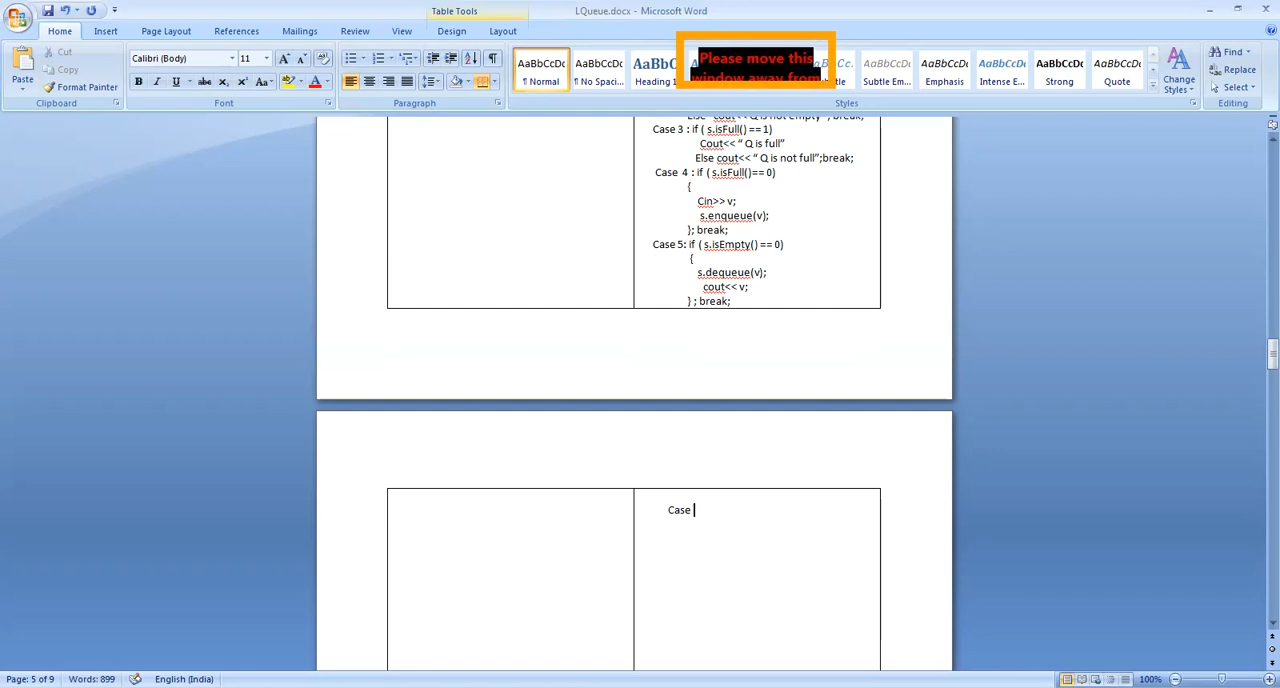 Table Tools
LQueue.docx - Microsoft Word
Home Insert Page Layout References Mailings Review View Design Layout
Cut
Copy
Format Painter
Paste
Clipboard
Calibri (Body) 11
Font
Paragraph
AaBbCcDc AaBbCcDc AaBbC
¶ Normal ¶ No Spaci... Heading 1
Please move this
window away from
AaBbCcDc AaBbCcDc AaBbCcDc AaBbCcDc AaBbCcDc
Subtle Em... Emphasis Intense E... Strong Quote
Styles
Change
Styles
Find
Replace
Select
Editing
Case 3 : if ( s.isFull() == 1)
Cout<< “ Q is full”
Else cout<< “ Q is not full”;break;
Case 4 : if ( s.isFull()== 0)
{
Cin>> v;
s.enqueue(v);
}; break;
Case 5: if ( s.isEmpty() == 0)
{
s.dequeue(v);
cout<< v;
} ; break;
Case
Page: 5 of 9 Words: 899 English (India) 100%